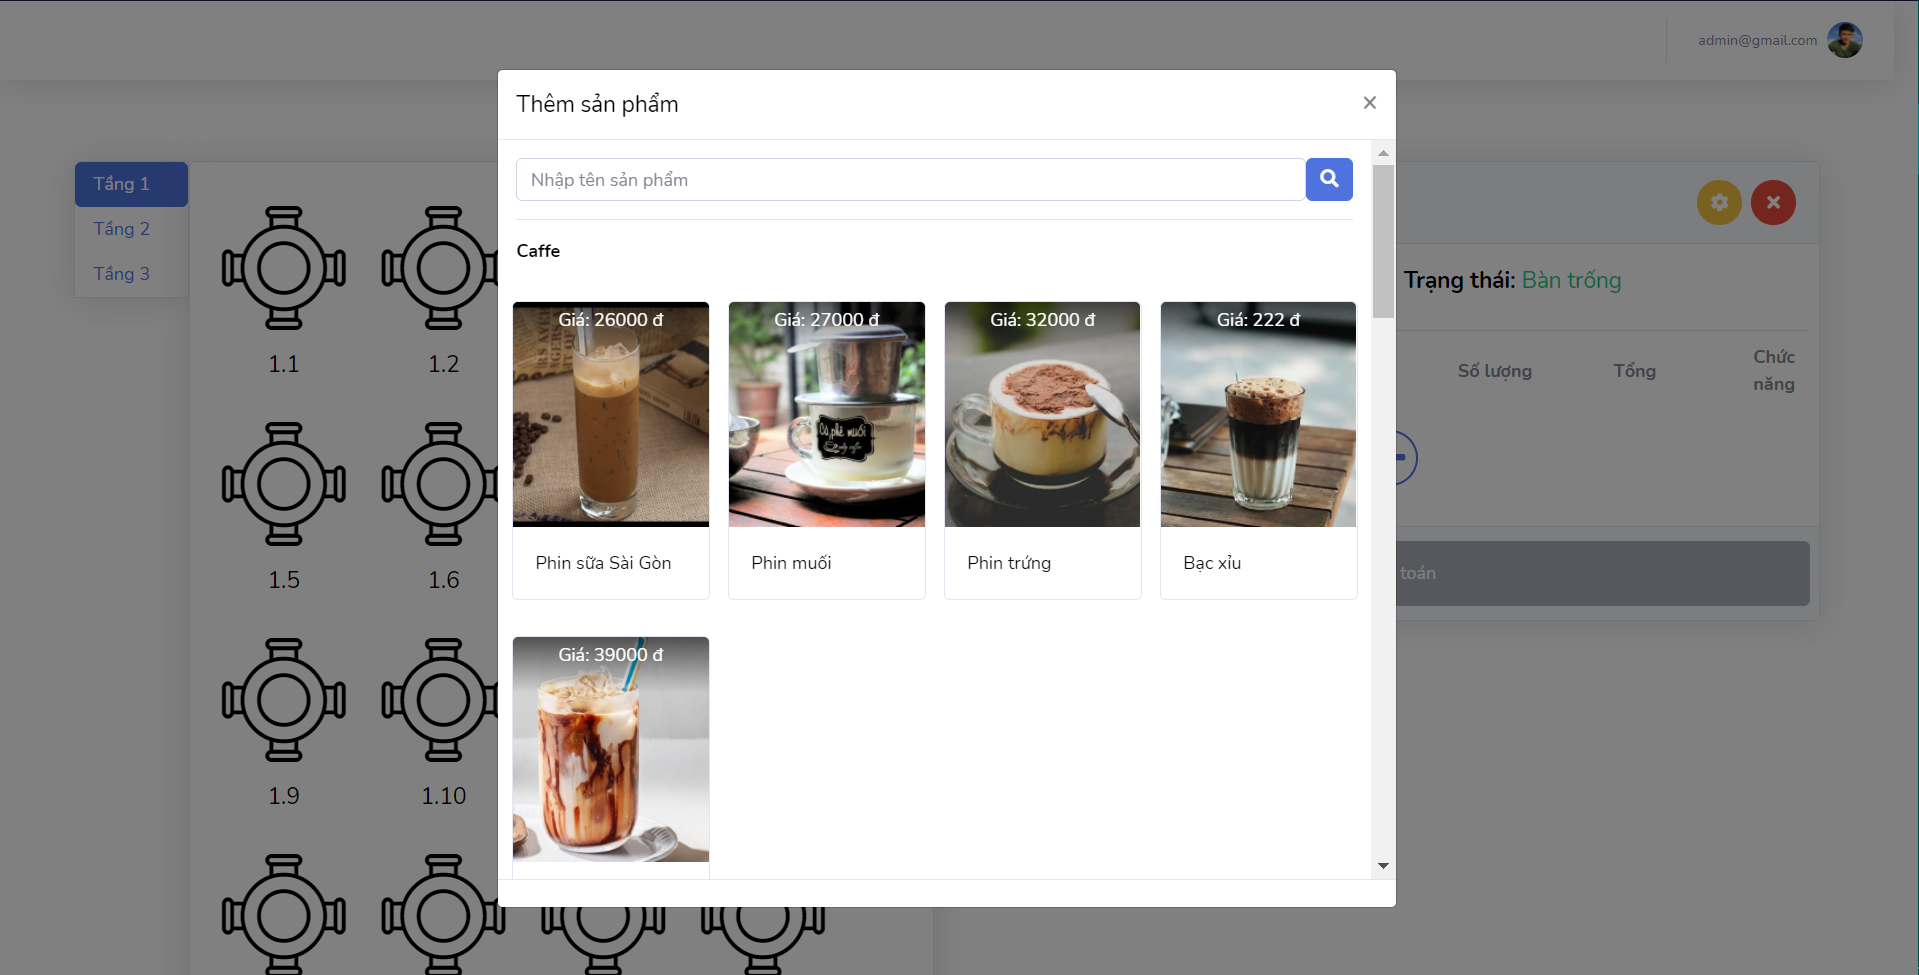 admin@gmail.com
Thêm sản phẩm
Nhập tên sản phẩm
Tầng 1
Tầng 2
Tầng 3
Caffe
Trạng thái: Bàn trống
Giá: 26000 đ
Giá: 27000 đ
Giá: 32000 đ
Giá: 222 đ
Số lượng
Tổng
Chức
năng
1.1
1.2
Cà phê muối
Phin sữa Sài Gòn
Phin muối
Phin trứng
Bạc xỉu
toán
1.5
1.6
Giá: 39000 đ
1.9
1.10